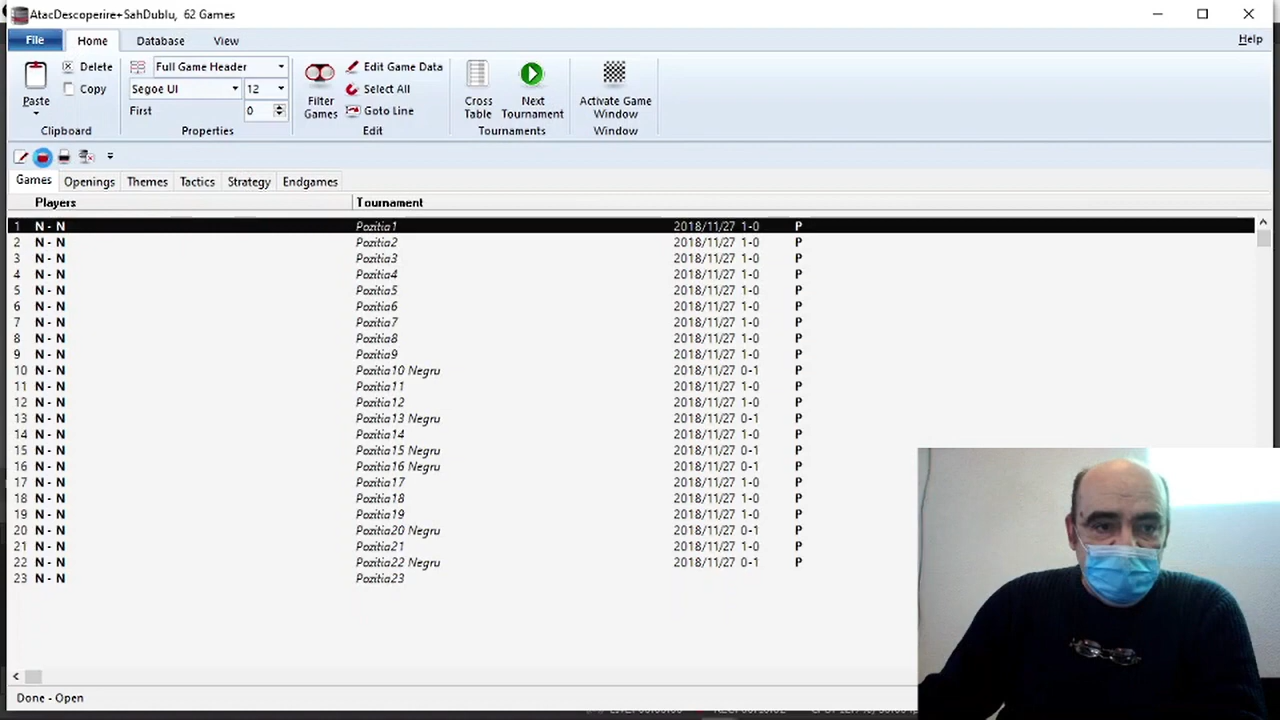 AtacDescoperire+SahDublu, 62 Games
File Home Database View Help
Paste Delete Copy Clipboard
Full Game Header
Segoe UI 12
First 0
Properties
Filter Games
Edit Game Data
Select All
Goto Line
Edit
Cross Table Next Tournament
Tournaments
Activate Game Window
Window
Games Openings Themes Tactics Strategy Endgames
Players Tournament
1 N - N Pozitia1 2018/11/27 1-0 P
2 N - N Pozitia2 2018/11/27 1-0 P
3 N - N Pozitia3 2018/11/27 1-0 P
4 N - N Pozitia4 2018/11/27 1-0 P
5 N - N Pozitia5 2018/11/27 1-0 P
6 N - N Pozitia6 2018/11/27 1-0 P
7 N - N Pozitia7 2018/11/27 1-0 P
8 N - N Pozitia8 2018/11/27 1-0 P
9 N - N Pozitia9 2018/11/27 1-0 P
10 N - N Pozitia10 Negru 2018/11/27 0-1 P
11 N - N Pozitia11 2018/11/27 1-0 P
12 N - N Pozitia12 2018/11/27 1-0 P
13 N - N Pozitia13 Negru 2018/11/27 0-1 P
14 N - N Pozitia14 2018/11/27 1-0 P
15 N - N Pozitia15 Negru 2018/11/27 0-1 P
16 N - N Pozitia16 Negru 2018/11/27 0-1 P
17 N - N Pozitia17 2018/11/27 1-0 P
18 N - N Pozitia18 2018/11/27 1-0 P
19 N - N Pozitia19 2018/11/27 1-0 P
20 N - N Pozitia20 Negru 2018/11/27 0-1 P
21 N - N Pozitia21 2018/11/27 1-0 P
22 N - N Pozitia22 Negru 2018/11/27 0-1 P
23 N - N Pozitia23
Done - Open